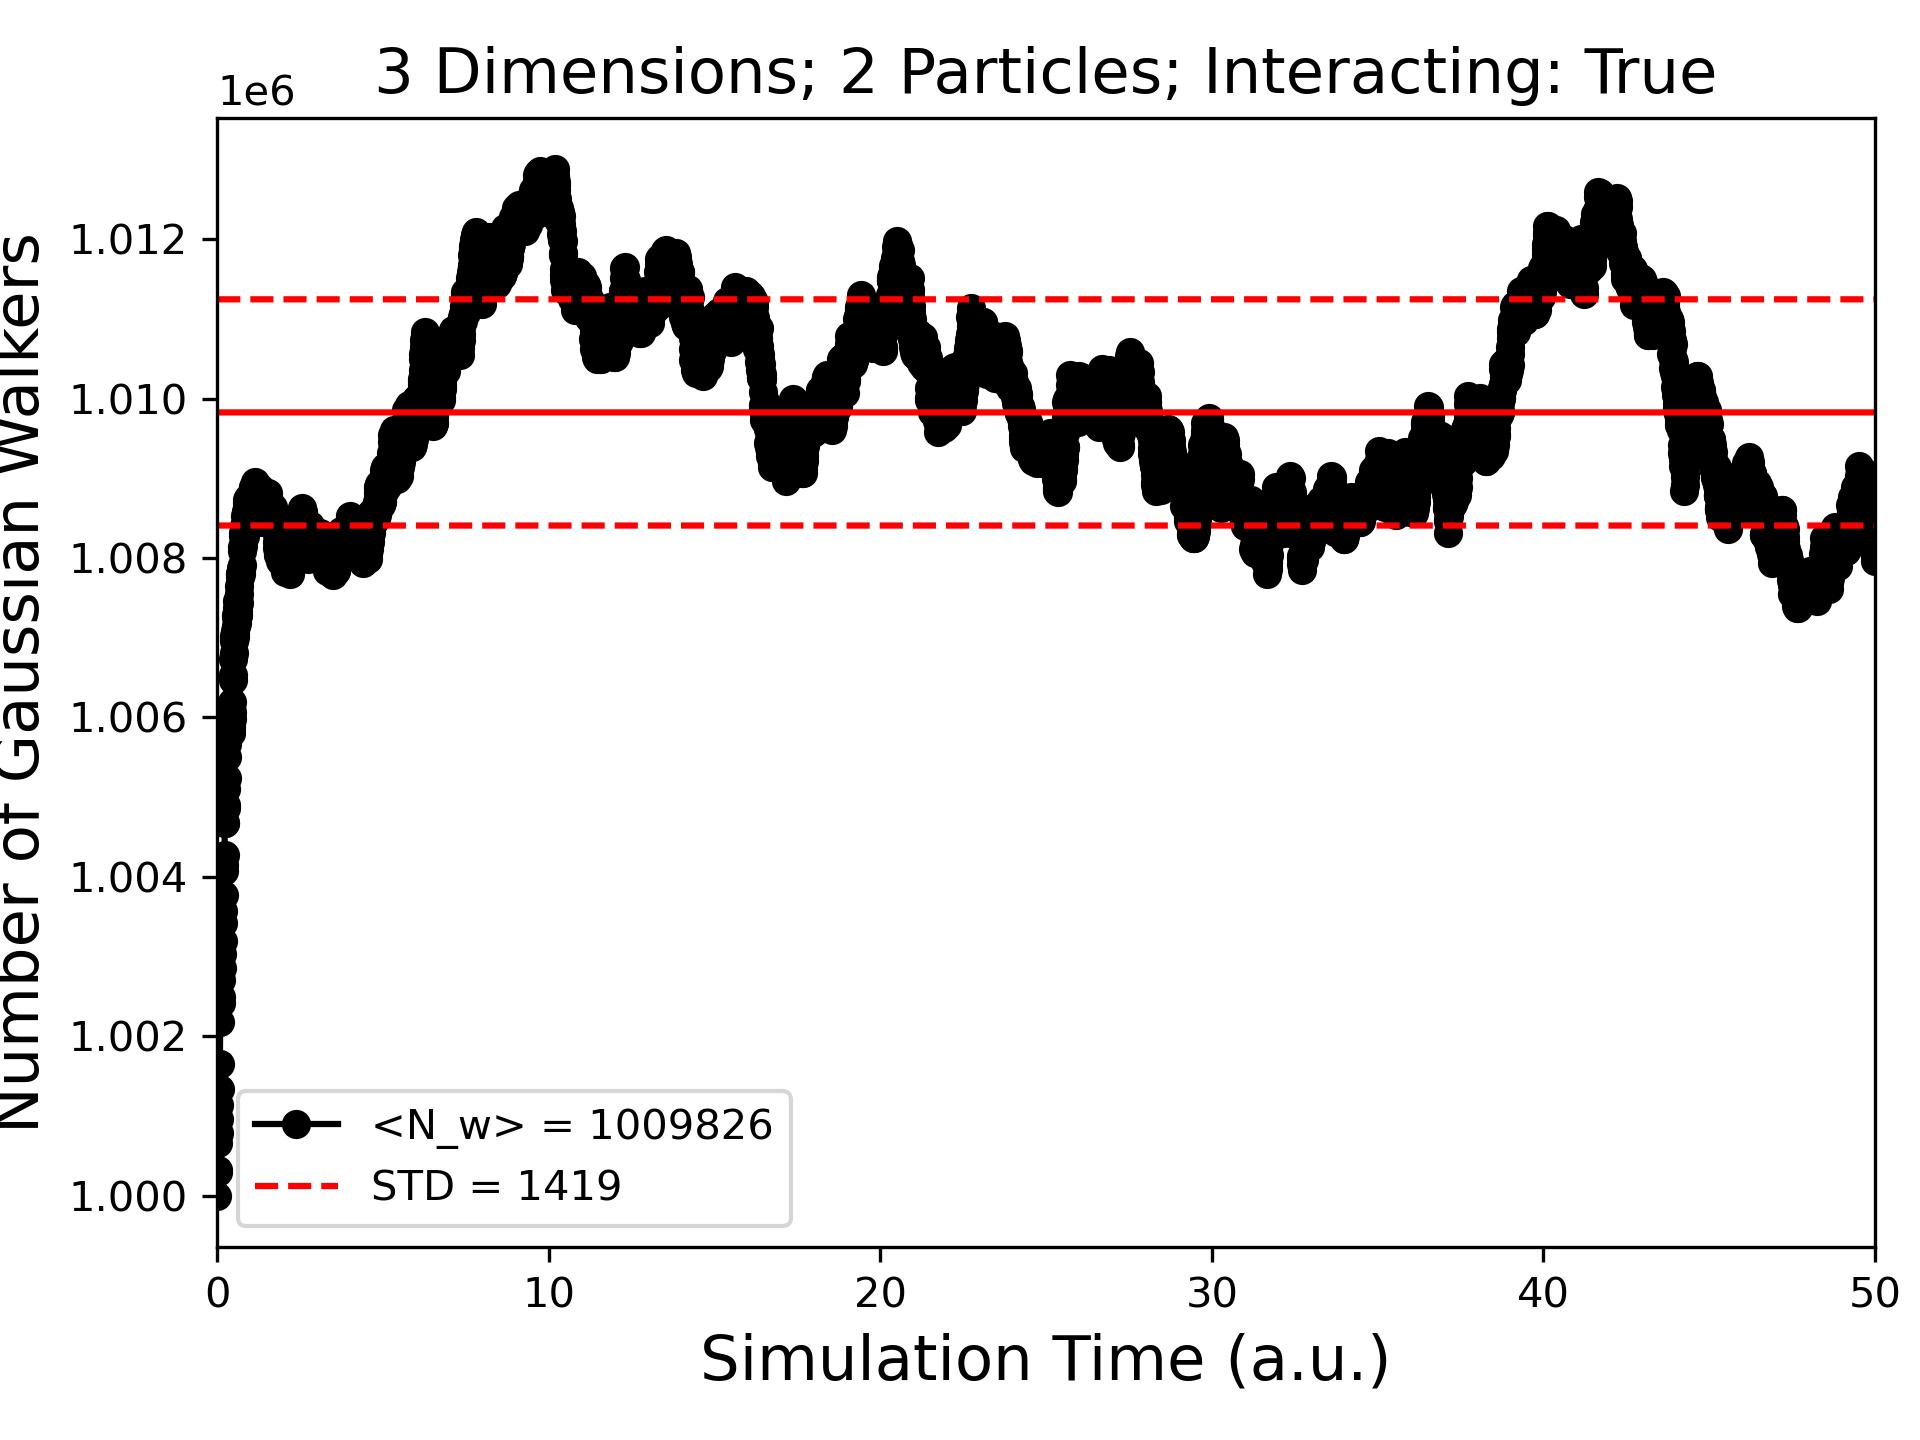 3 Dimensions; 2 Particles; Interacting: True
1e6
Number of Gaussian Walkers
1.012
1.010
1.008
1.006
1.004
1.002
1.000
<N_w> = 1009826
STD = 1419
0 10 20 30 40 50
Simulation Time (a.u.)